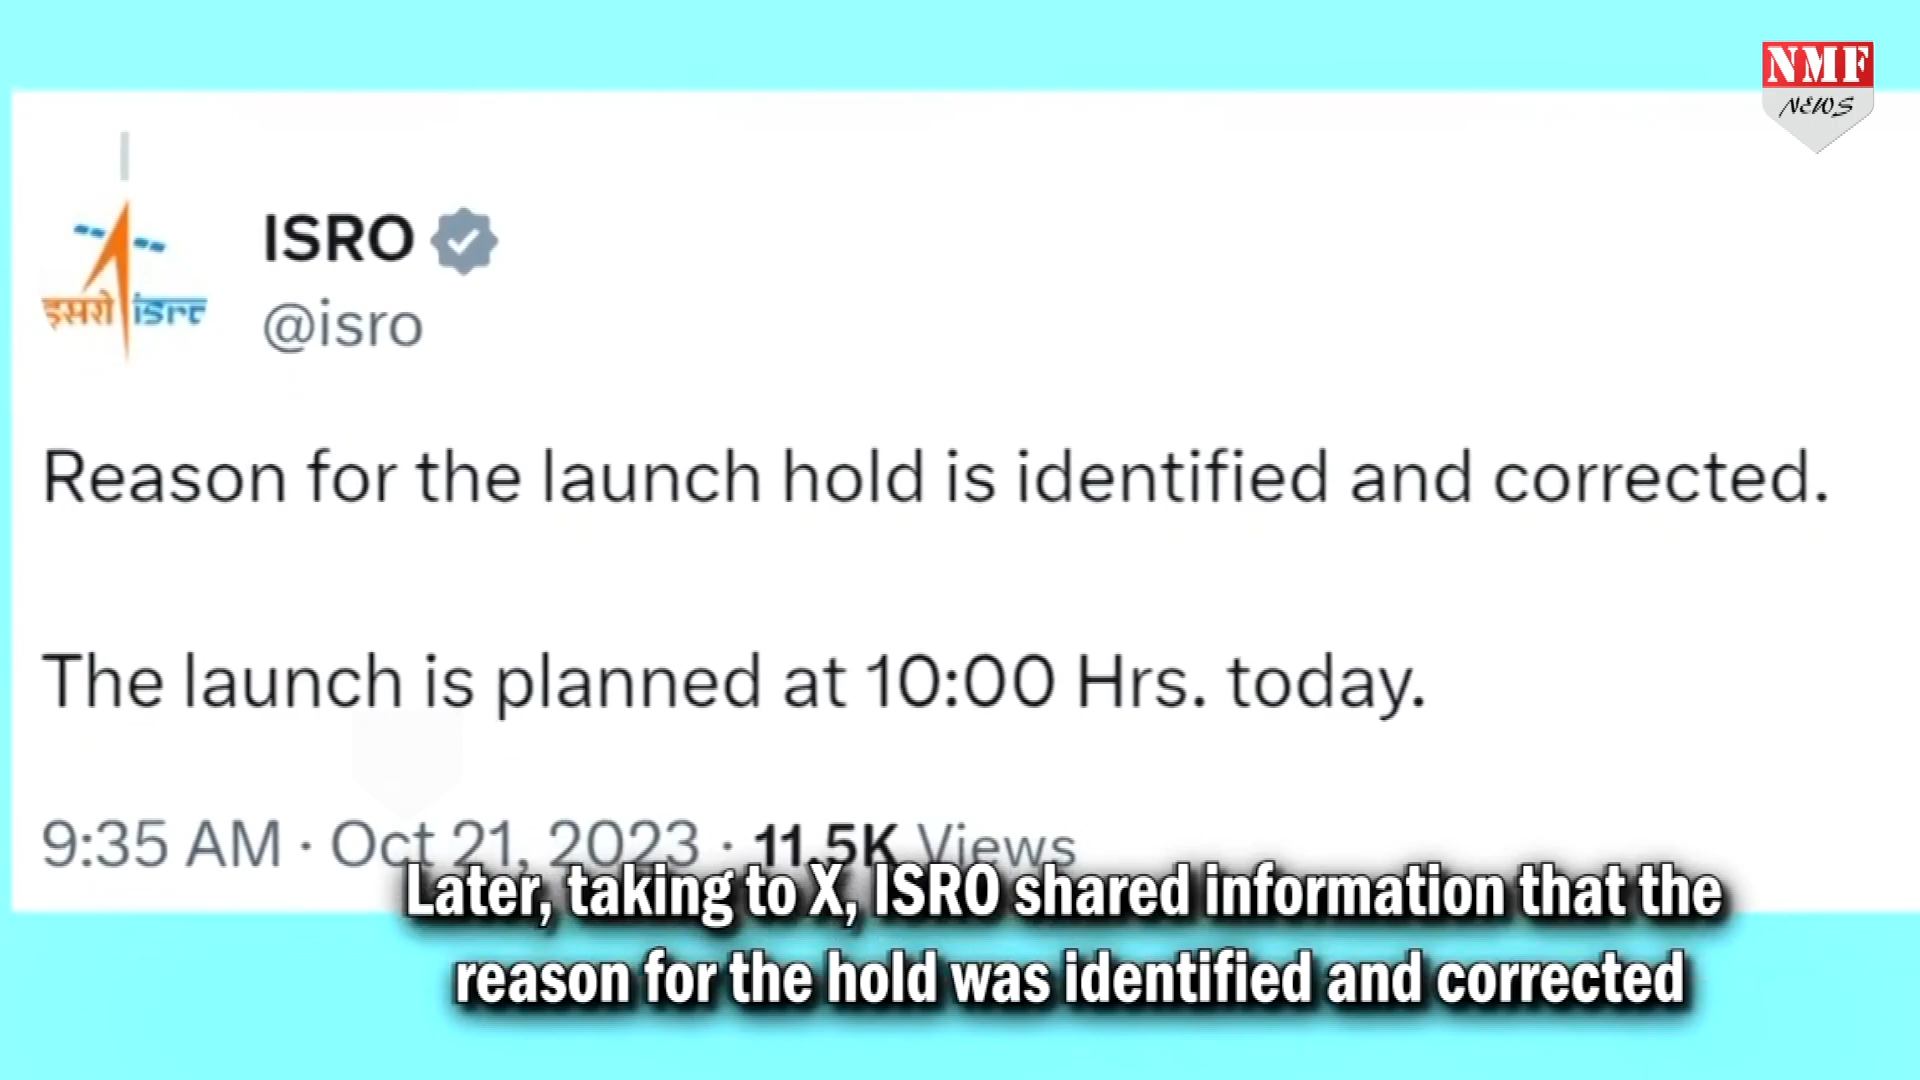 NMF
NEWS
ISRO
इसरो isro
@isro
Reason for the launch hold is identified and corrected.
The launch is planned at 10:00 Hrs. today.
9:35 AM · Oct 21, 2023 · 11.5K Views
Later, taking to X, ISRO shared information that the
reason for the hold was identified and corrected